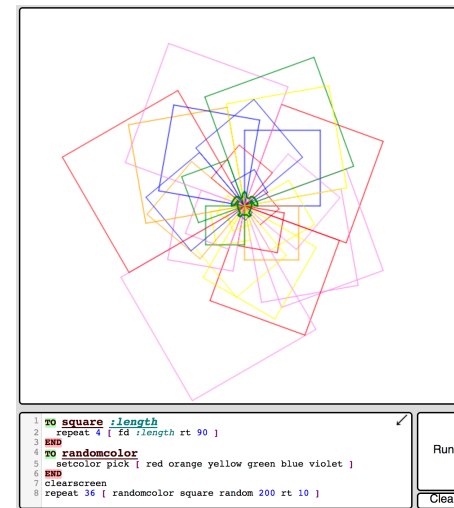 1 TO square :length
2 repeat 4 [ fd :length rt 90 ]
3 END
4 TO randomcolor
5 setcolor pick [ red orange yellow green blue violet ]
6 END
7 clearscreen
8 repeat 36 [ randomcolor square random 200 rt 10 ]
Run
Clea